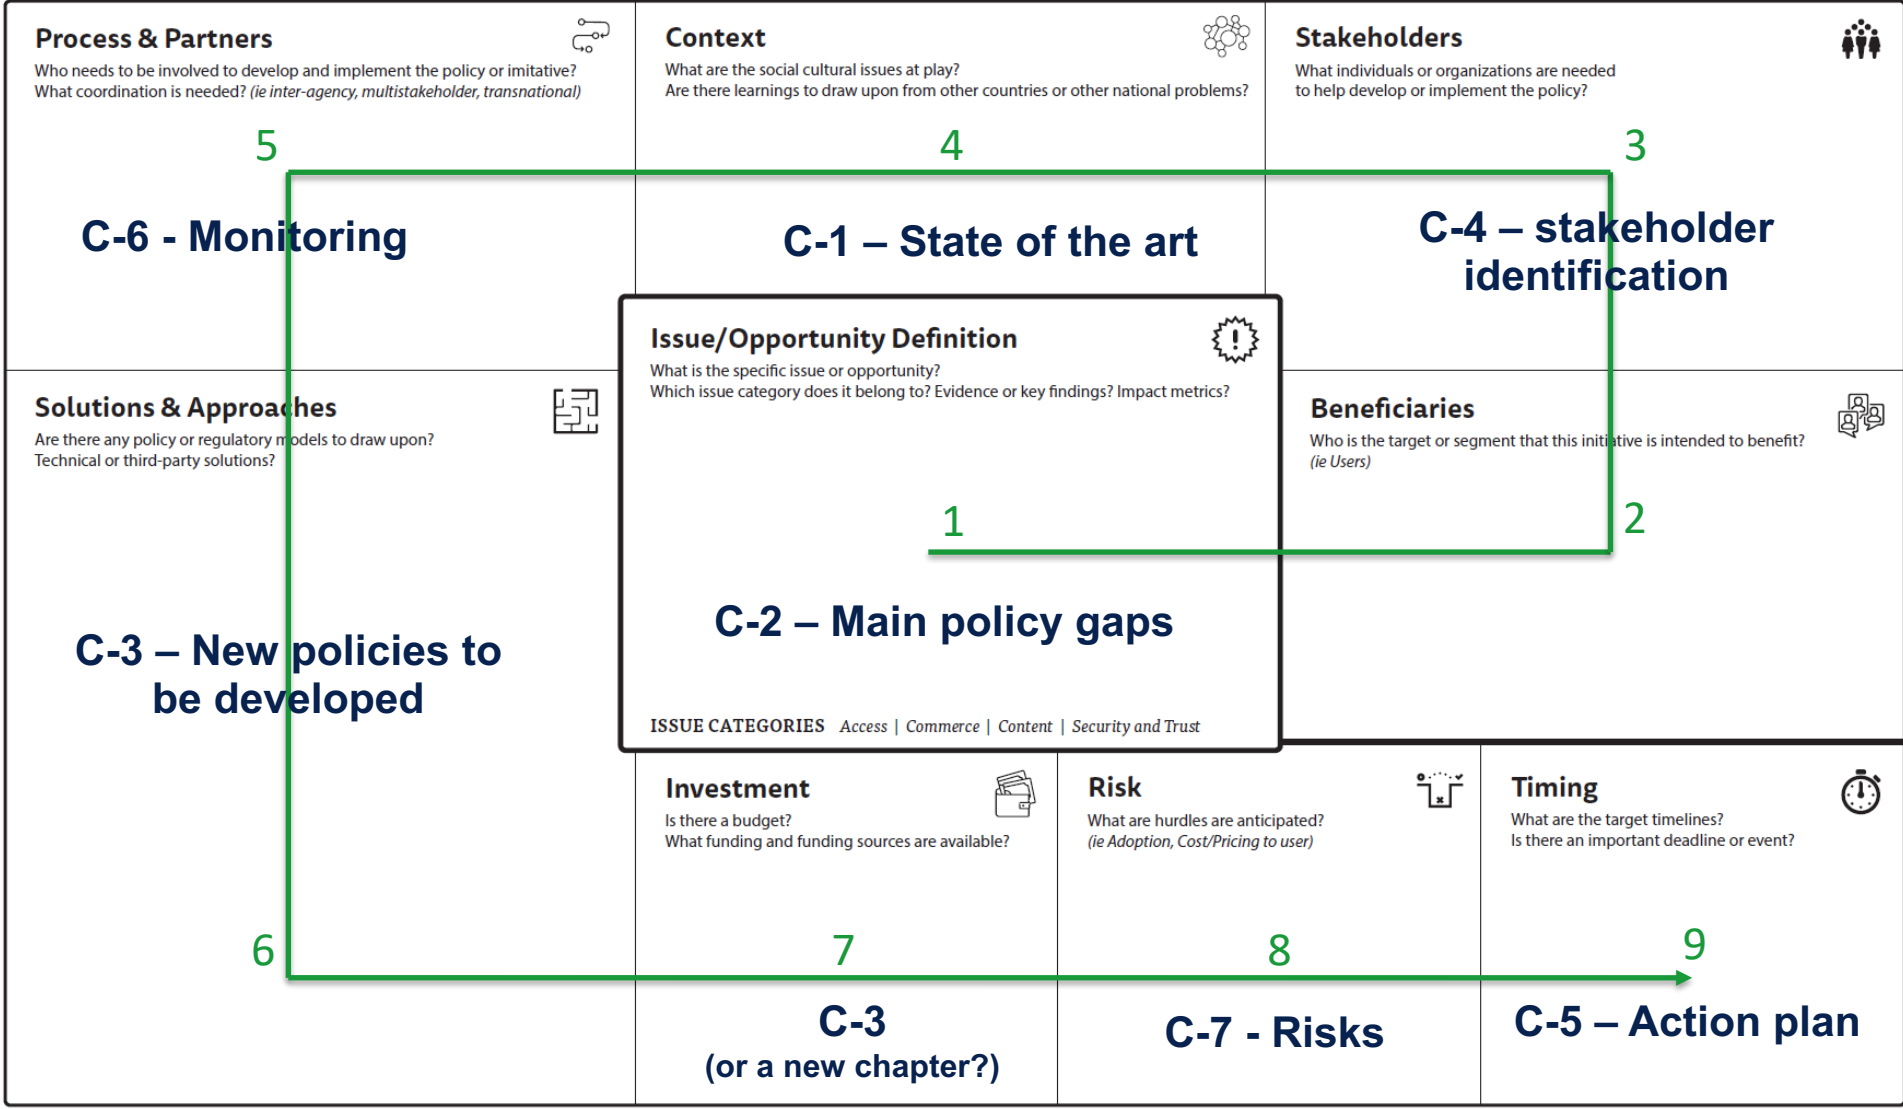 Process & Partners
Who needs to be involved to develop and implement the policy or imitative?
What coordination is needed? (ie inter-agency, multistakeholder, transnational)
5
C-6 - Monitoring
Context
What are the social cultural issues at play?
Are there learnings to draw upon from other countries or other national problems?
4
C-1 – State of the art
Stakeholders
What individuals or organizations are needed
to help develop or implement the policy?
3
C-4 – stakeholder
identification
Solutions & Approaches
Are there any policy or regulatory models to draw upon?
Technical or third-party solutions?
C-3 – New policies to
be developed
6
Issue/Opportunity Definition
What is the specific issue or opportunity?
Which issue category does it belong to? Evidence or key findings? Impact metrics?
1
C-2 – Main policy gaps
ISSUE CATEGORIES Access | Commerce | Content | Security and Trust
Beneficiaries
Who is the target or segment that this initiative is intended to benefit?
(ie Users)
2
Investment
Is there a budget?
What funding and funding sources are available?
7
C-3
(or a new chapter?)
Risk
What are hurdles are anticipated?
(ie Adoption, Cost/Pricing to user)
8
C-7 - Risks
Timing
What are the target timelines?
Is there an important deadline or event?
9
C-5 – Action plan